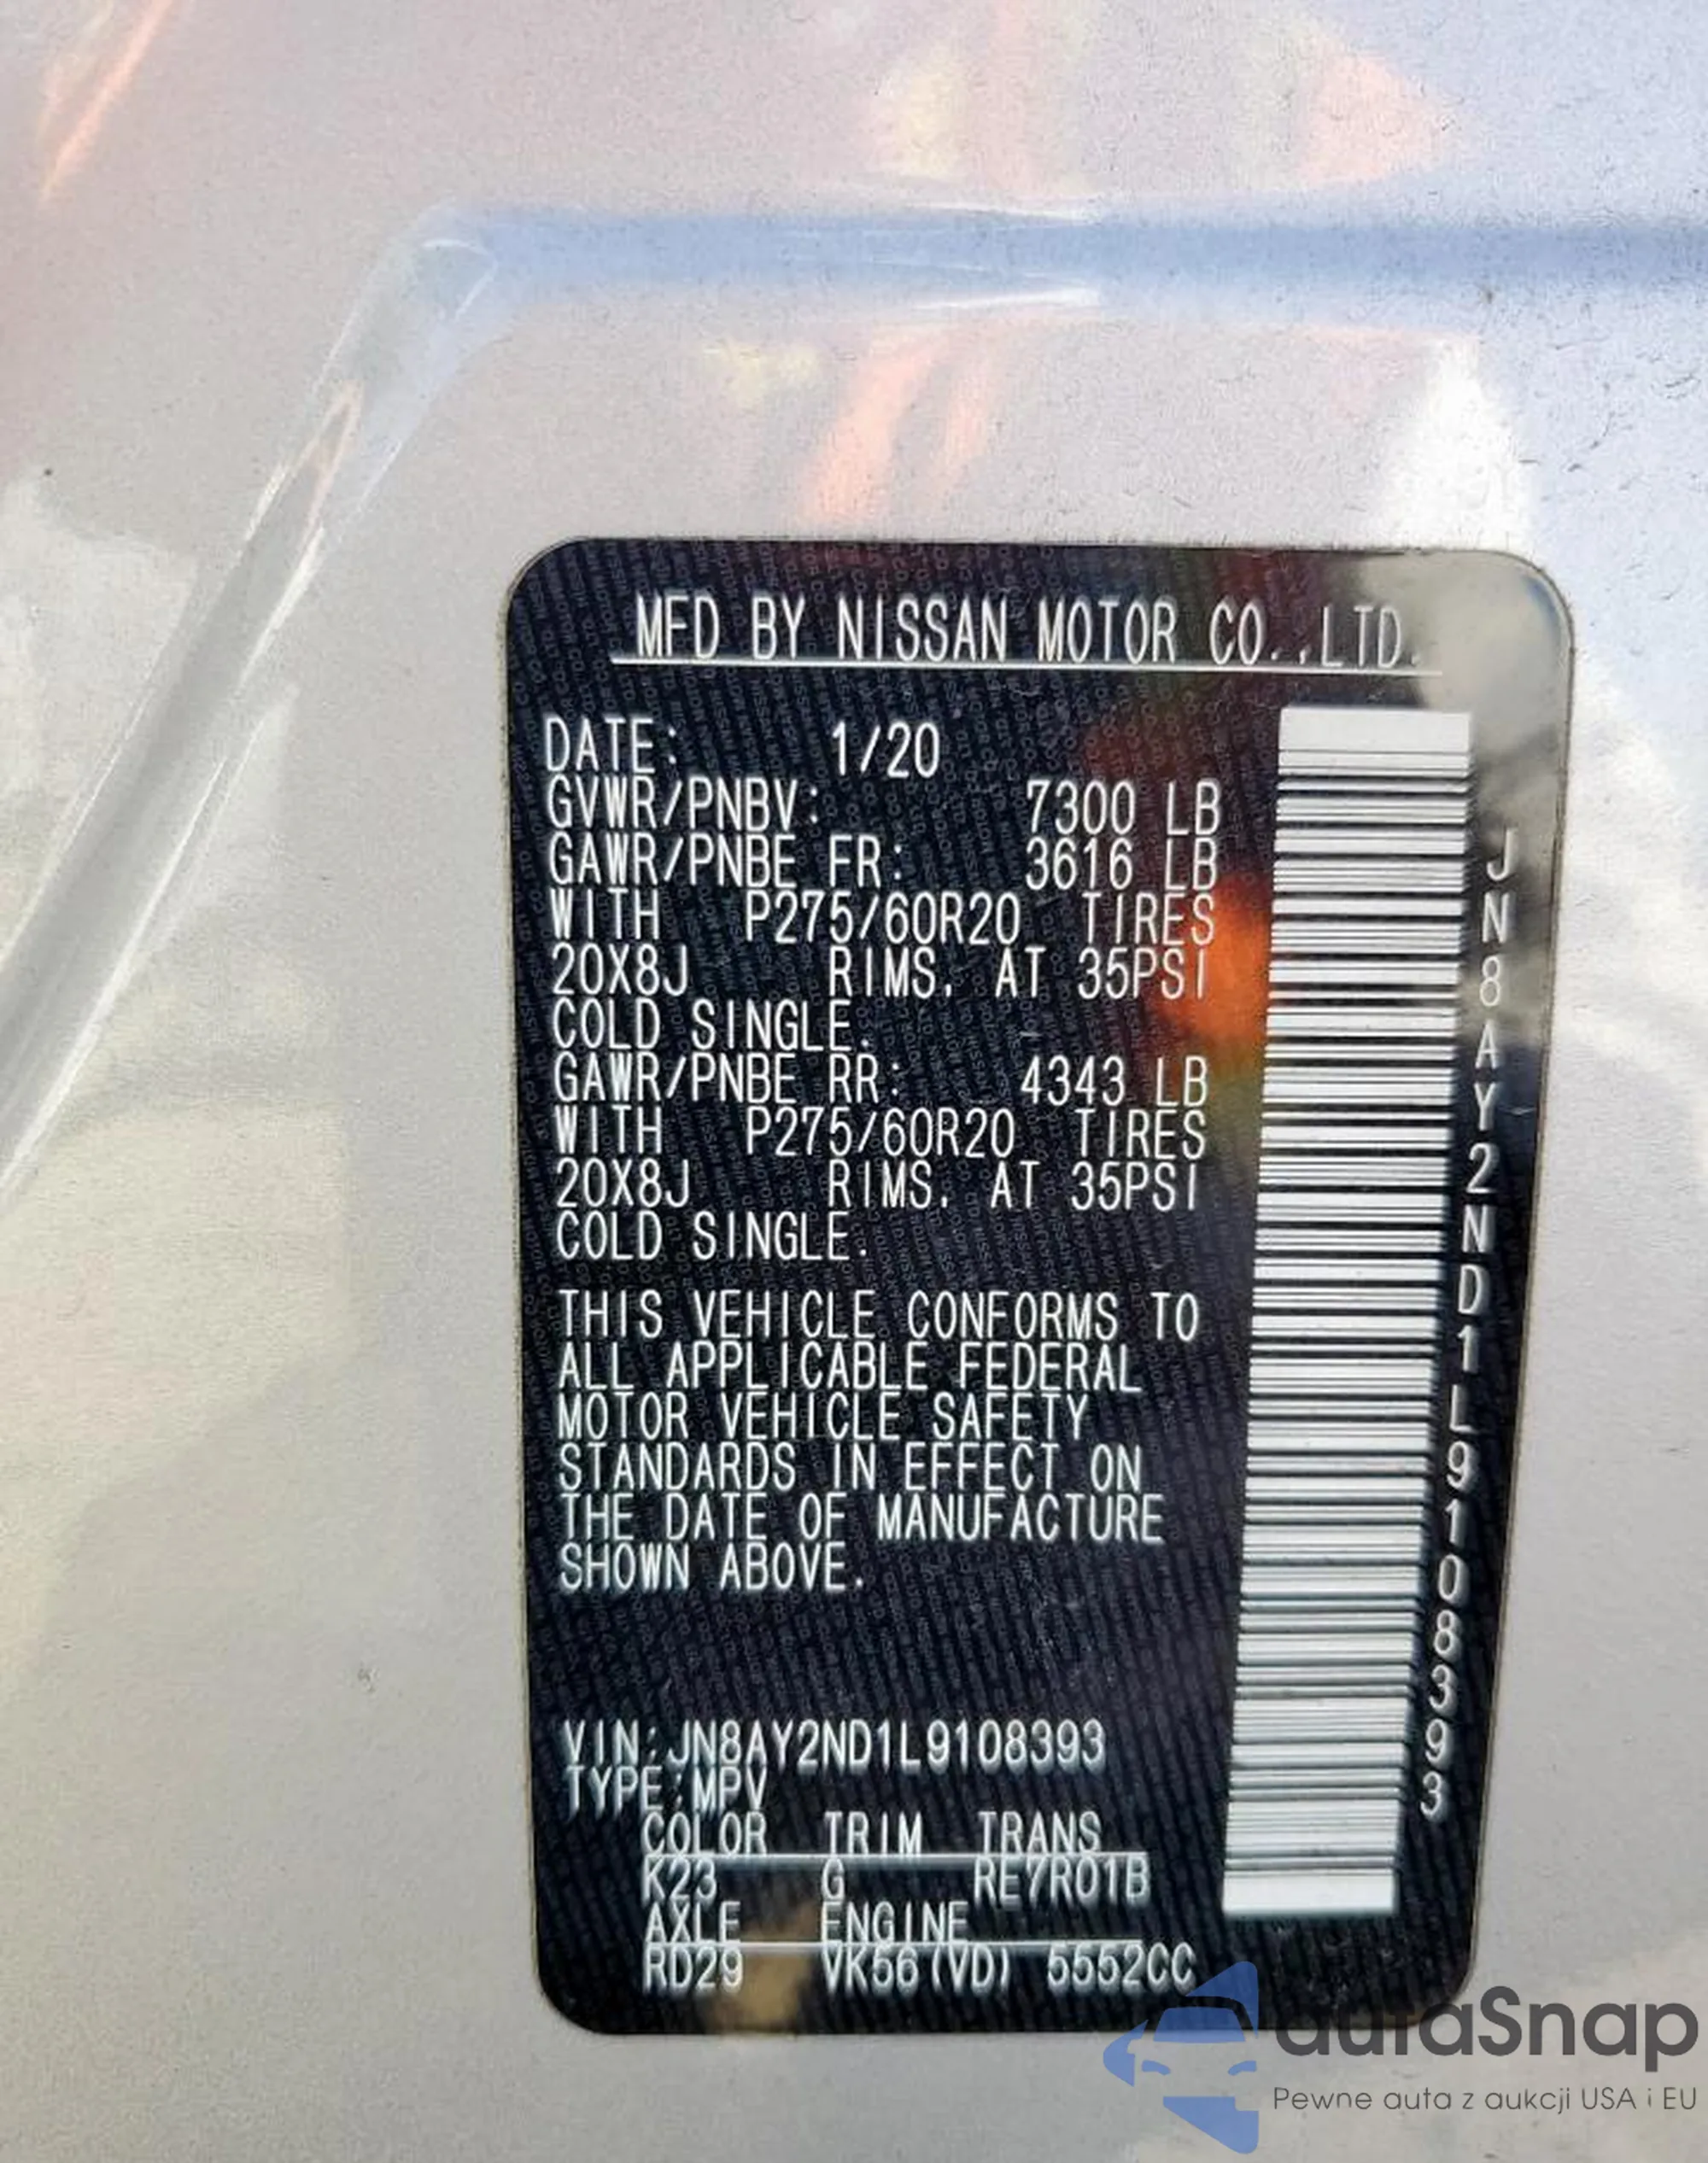 MFD BY NISSAN MOTOR CO.,LTD.
DATE: 1/20
GVWR/PNBV: 7300 LB
GAWR/PNBE FR: 3616 LB
WITH P275/60R20 TIRES
20X8J RIMS. AT 35PSI
COLD SINGLE.
GAWR/PNBE RR: 4343 LB
WITH P275/60R20 TIRES
20X8J RIMS. AT 35PSI
COLD SINGLE.
THIS VEHICLE CONFORMS TO
ALL APPLICABLE FEDERAL
MOTOR VEHICLE SAFETY
STANDARDS IN EFFECT ON
THE DATE OF MANUFACTURE
SHOWN ABOVE.
VIN:JN8AY2ND1L9108393
TYPE:MPV
COLOR TRIM TRANS
K23 G RE7R01B
AXLE ENGINE
RD29 VK56(VD) 5552CC
JN8AY2ND1L9108393
autaSnap
Pewne auta z aukcji USA i EU